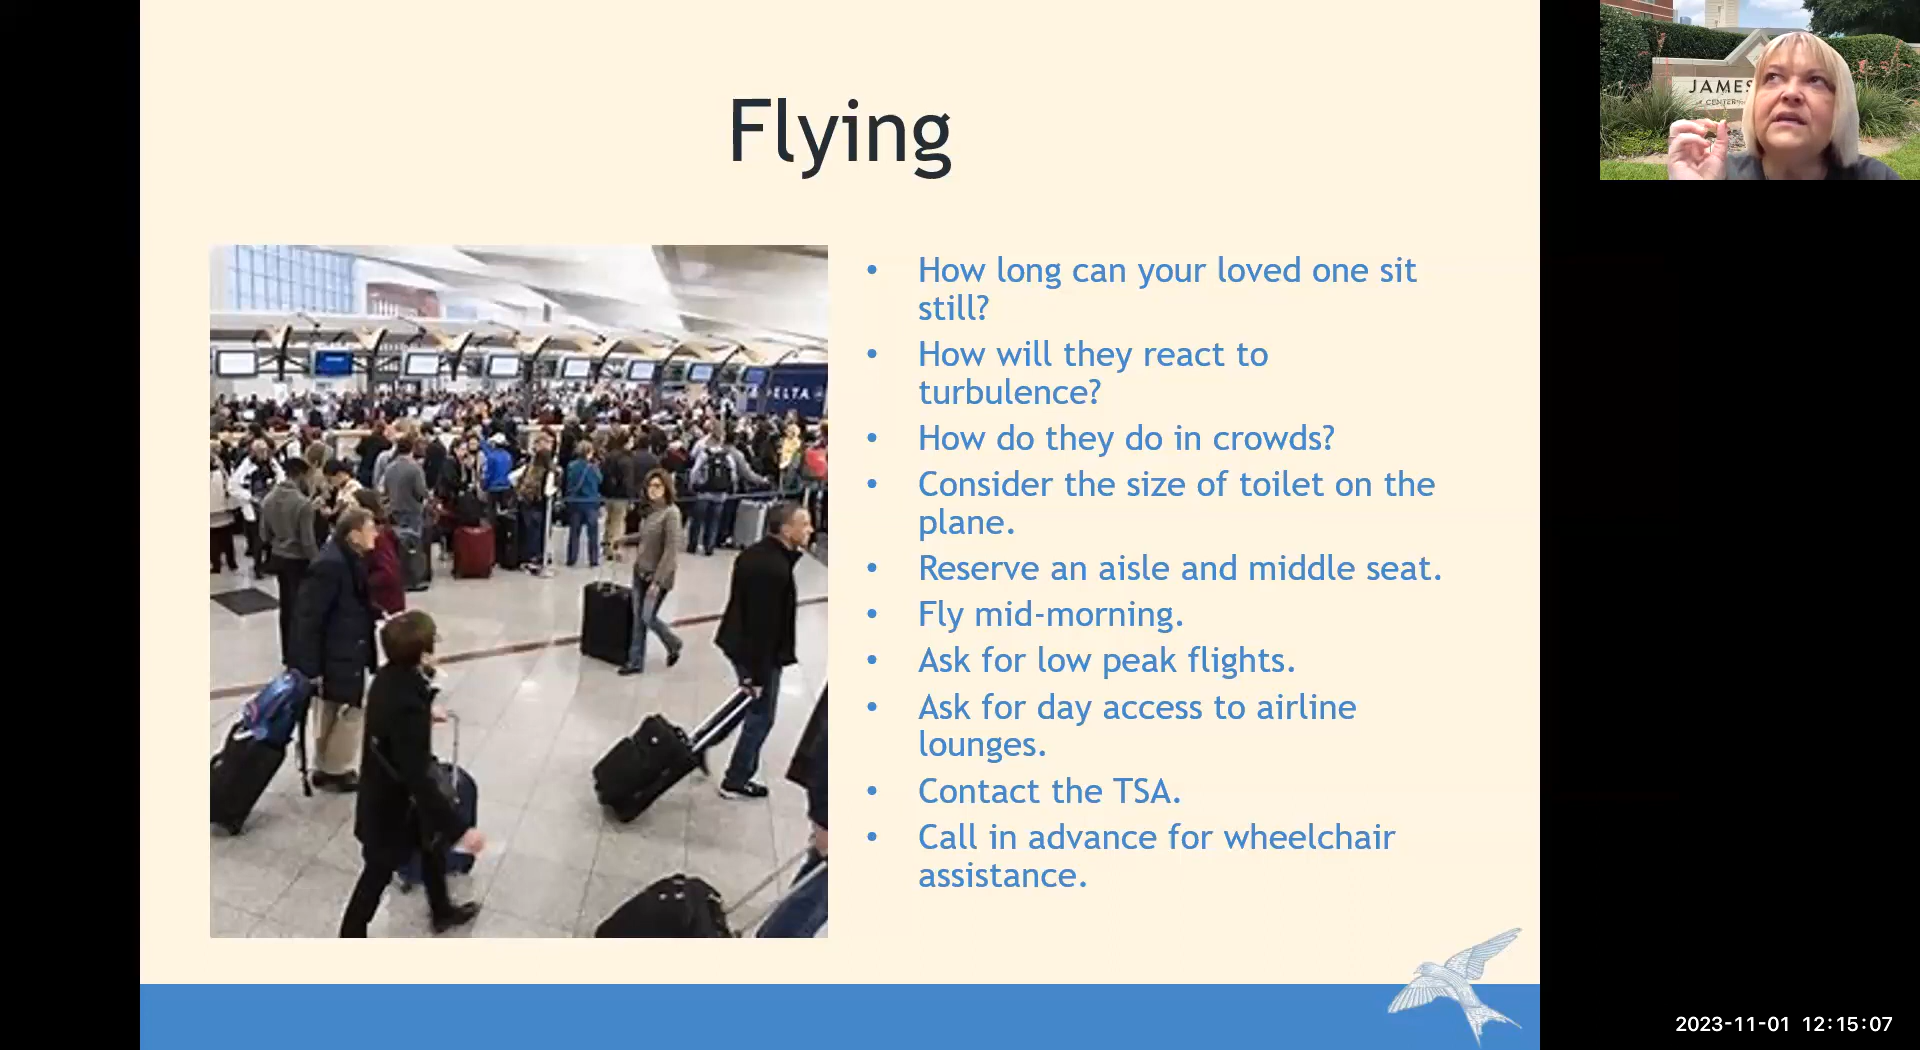 Flying
• How long can your loved one sit
still?
• How will they react to
turbulence?
• How do they do in crowds?
• Consider the size of toilet on the
plane.
• Reserve an aisle and middle seat.
• Fly mid-morning.
• Ask for low peak flights.
• Ask for day access to airline
lounges.
• Contact the TSA.
• Call in advance for wheelchair
assistance.
DELTA
JAMES
CENTER
2023-11-01 12:15:07